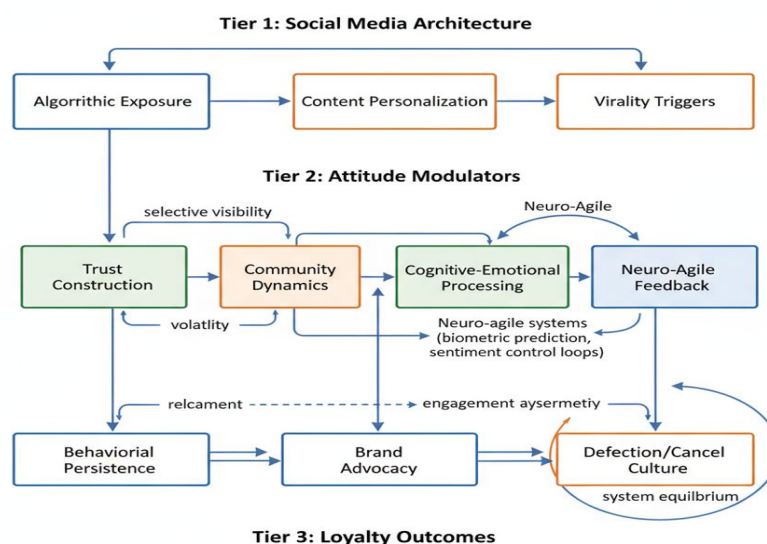 Tier 1: Social Media Architecture
Algorrithic Exposure
Content Personalization
Virality Triggers
Tier 2: Attitude Modulators
selective visibility
Neuro-Agile
Trust
Construction
Community
Dynamics
Cognitive-Emotional
Processing
Neuro-Agile
Feedback
volatlity
Neuro-agile systems
(biometric prediction,
sentiment control loops)
relcament
engagement aysermetiy
Behaviorial
Persistence
Brand
Advocacy
Defection/Cancel
Culture
system equilbrium
Tier 3: Loyalty Outcomes